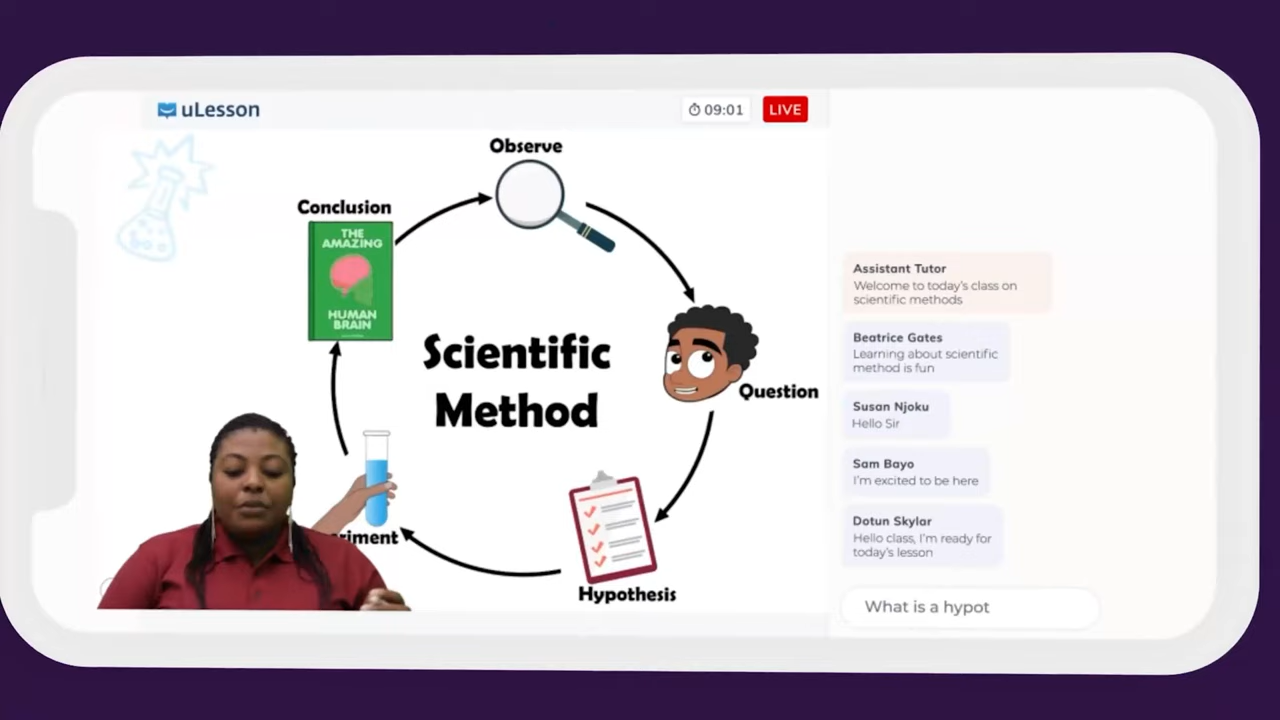 uLesson
09:01
LIVE
Observe
Conclusion
THE
AMAZING
HUMAN
BRAIN
Scientific
Method
Question
riment
Hypothesis
Assistant Tutor
Welcome to today's class on
scientific methods
Beatrice Gates
Learning about scientific
method is fun
Susan Njoku
Hello Sir
Sam Bayo
I'm excited to be here
Dotun Skylar
Hello class, I'm ready for
today's lesson
What is a hypot